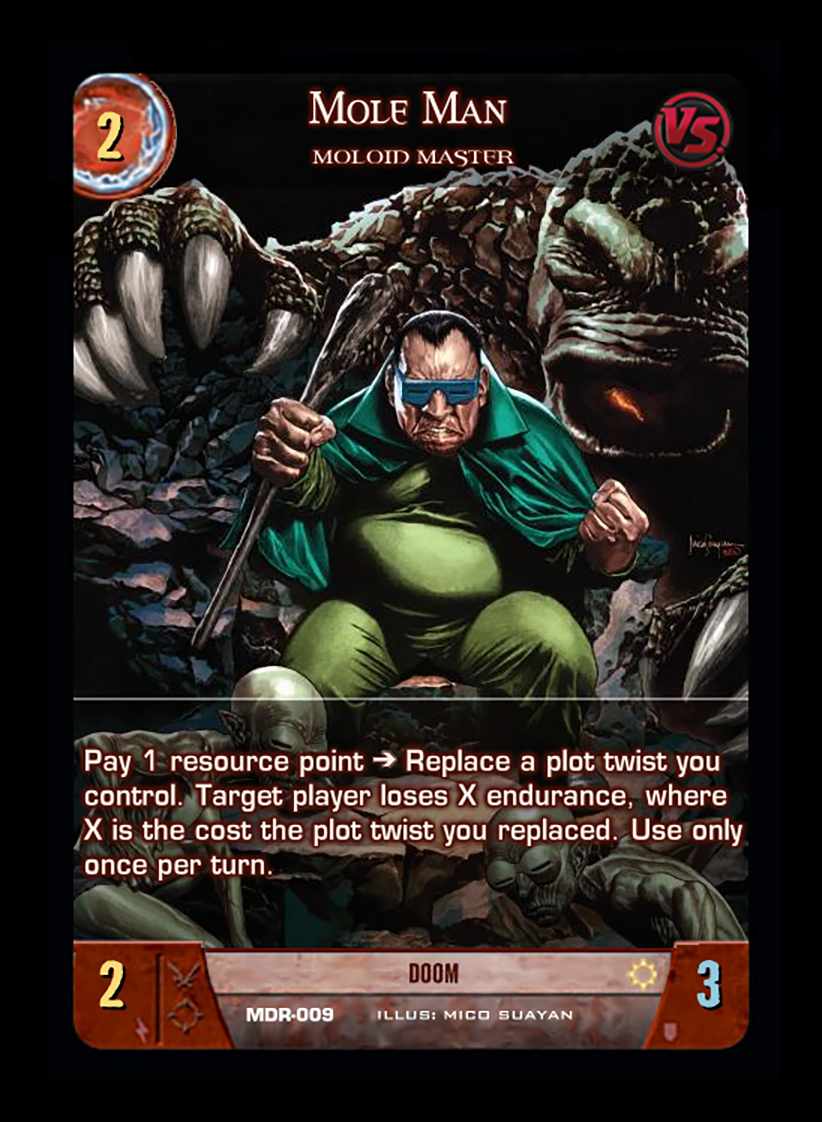 2
Mole Man
VS.
MOLOID MASTER
Pay 1 resource point ➔ Replace a plot twist you
control. Target player loses X endurance, where
X is the cost the plot twist you replaced. Use only
once per turn.
2
DOOM
3
MDR-009 ILLUS: MICO SUAYAN